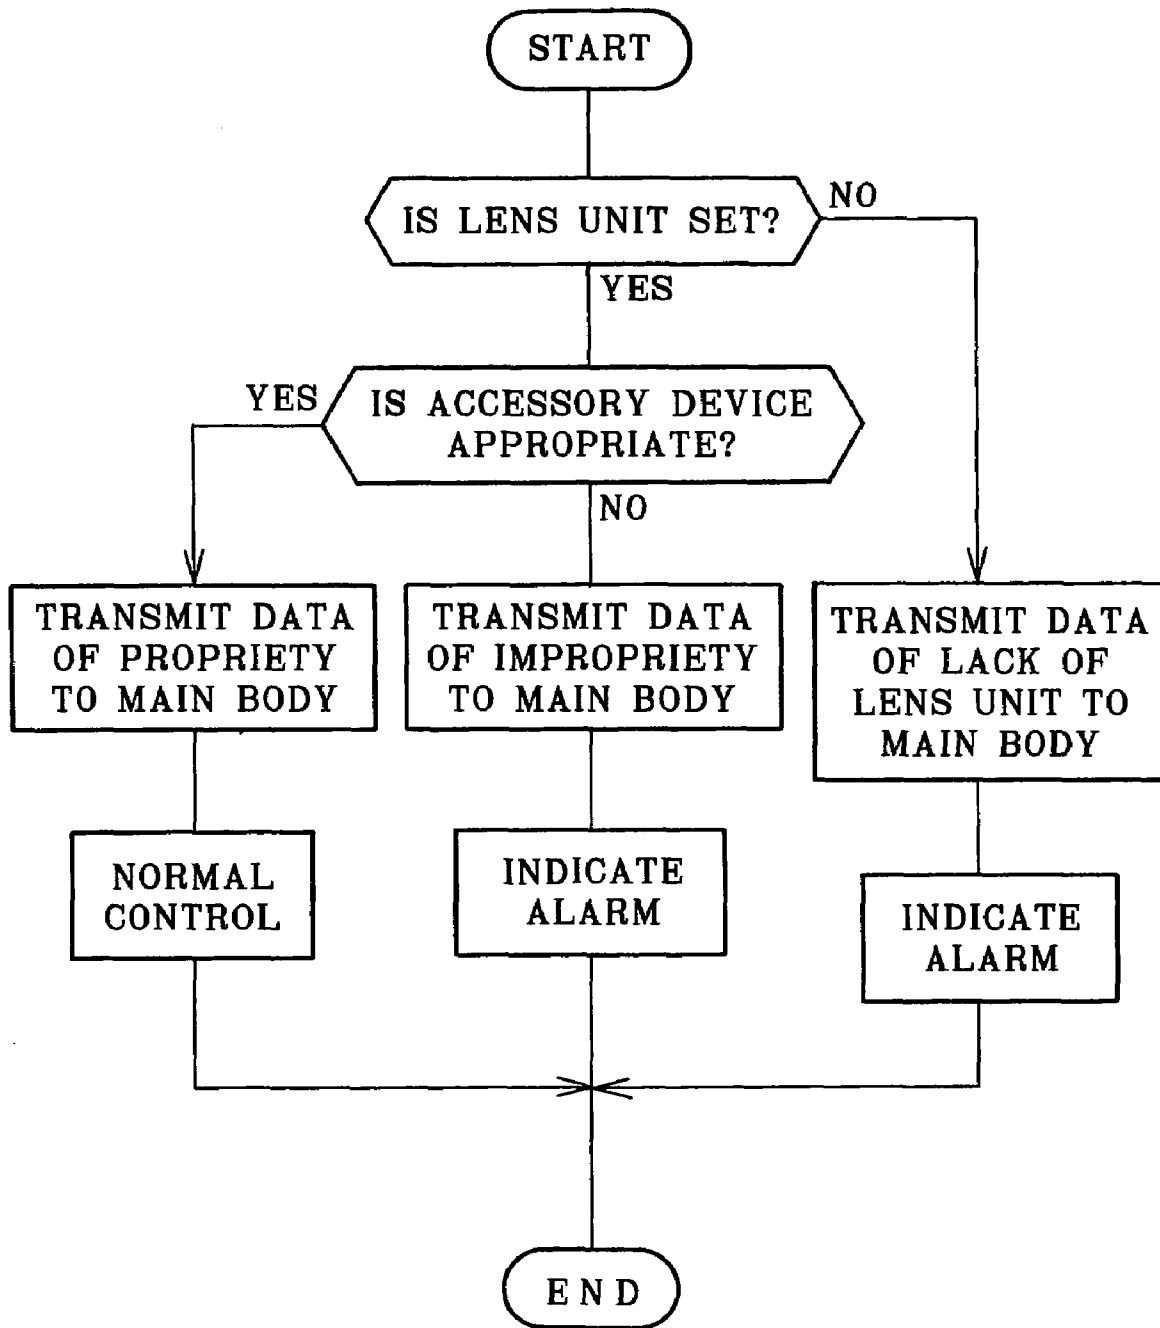 START
IS LENS UNIT SET?
NO
YES
IS ACCESSORY DEVICE
APPROPRIATE?
YES
NO
TRANSMIT DATA
OF PROPRIETY
TO MAIN BODY
TRANSMIT DATA
OF IMPROPRIETY
TO MAIN BODY
TRANSMIT DATA
OF LACK OF
LENS UNIT TO
MAIN BODY
NORMAL
CONTROL
INDICATE
ALARM
INDICATE
ALARM
END